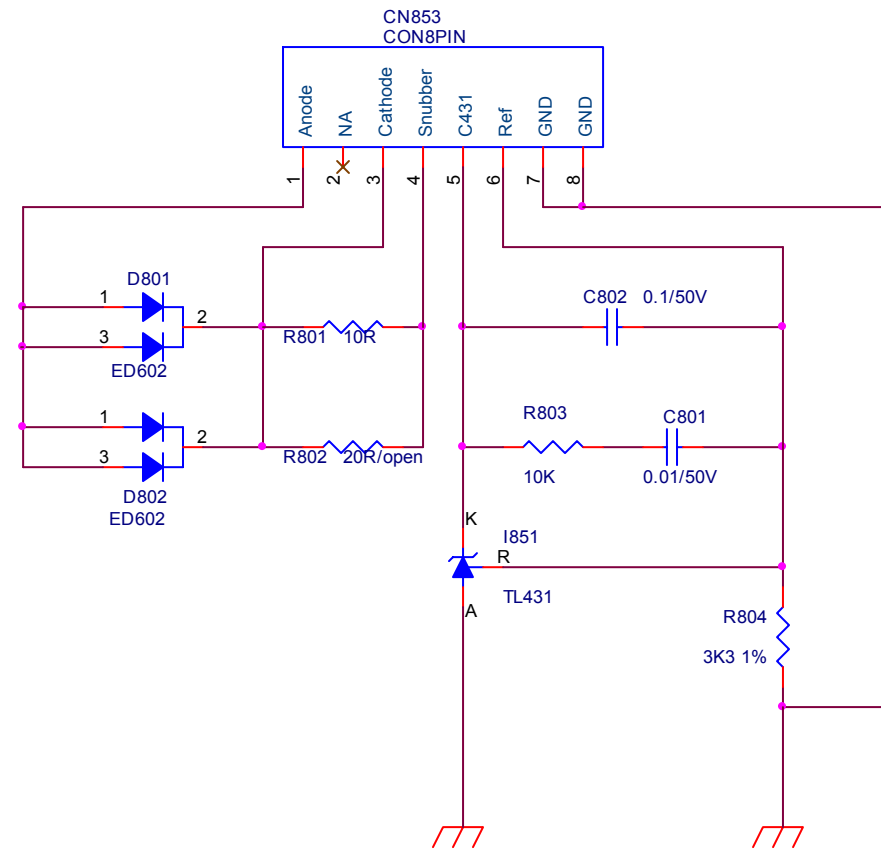 CN853
CON8PIN
Anode
NA
Cathode
Snubber
C431
Ref
GND
GND
1
2
3
4
5
6
7
8
D801
1
2
3
ED602
R801 10R
C802 0.1/50V
1
2
3
D802
ED602
R802 20R/open
R803
10K
C801
0.01/50V
K
I851
R
TL431
A
R804
3K3 1%